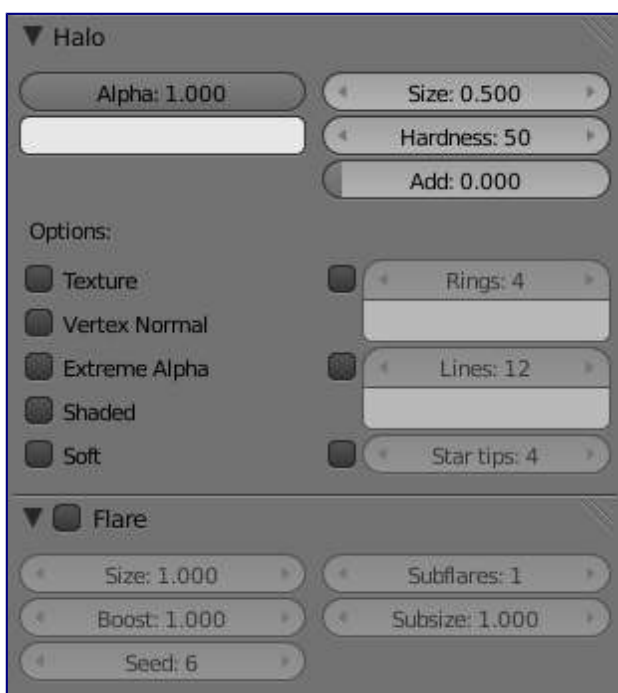 Halo
Alpha: 1.000
Size: 0.500
Hardness: 50
Add: 0.000
Options:
Texture
Rings: 4
Vertex Normal
Extreme Alpha
Lines: 12
Shaded
Soft
Star tips: 4
Flare
Size: 1.000
Subflares: 1
Boost: 1.000
Subsize: 1.000
Seed: 6